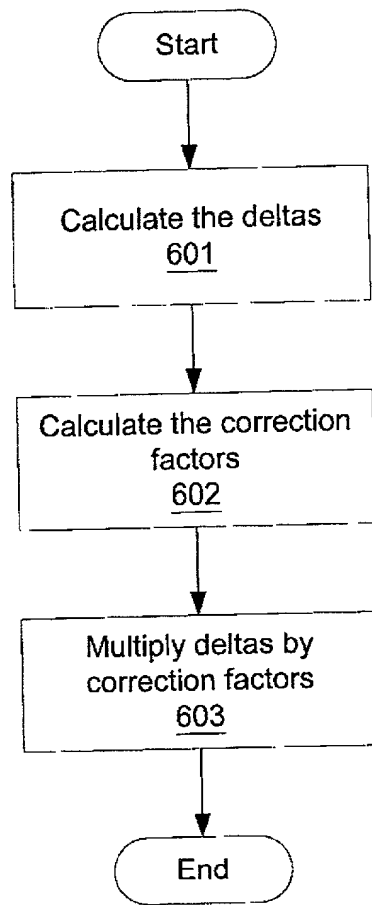 Start
Calculate the deltas
601
Calculate the correction
factors
602
Multiply deltas by
correction factors
603
End